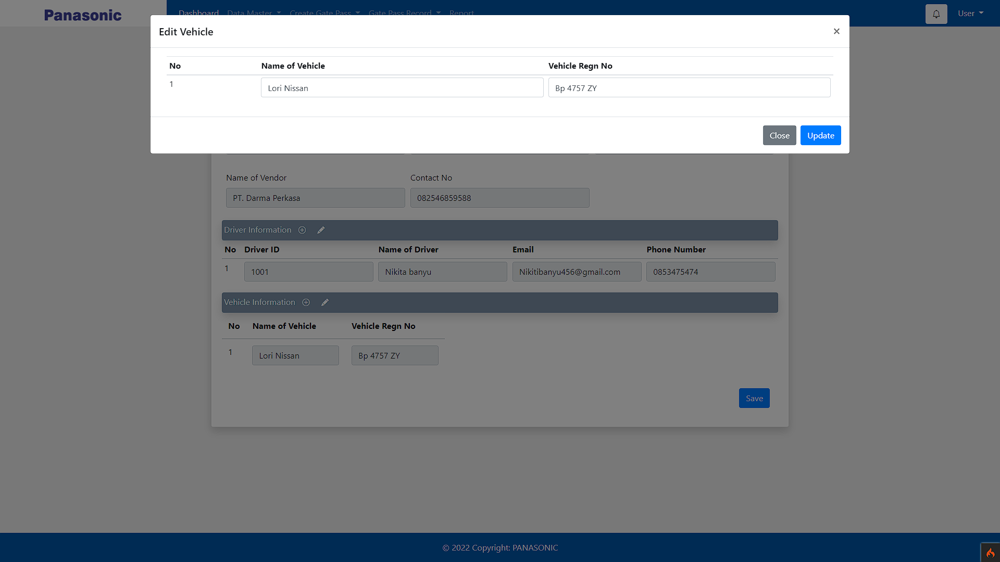 Panasonic
Dashboard Data Master Create Gate Pass Gate Pass Record Report User
Edit Vehicle ×
No Name of Vehicle Vehicle Regn No
1 Lori Nissan Bp 4757 ZY
Close Update
Name of Vendor Contact No
PT. Darma Perkasa 082546859588
Driver Information
No Driver ID Name of Driver Email Phone Number
1 1001 Nikita banyu Nikitibanyu456@gmail.com 0853475474
Vehicle Information
No Name of Vehicle Vehicle Regn No
1 Lori Nissan Bp 4757 ZY
Save
© 2022 Copyright: PANASONIC